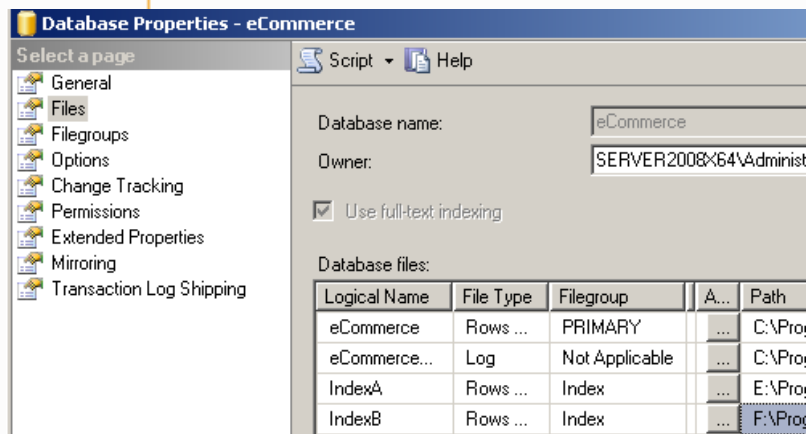 Database Properties - eCommerce
Select a page
General
Files
Filegroups
Options
Change Tracking
Permissions
Extended Properties
Mirroring
Transaction Log Shipping
Script Help
Database name: eCommerce
Owner: SERVER2008X64\Administ
Use full-text indexing
Database files:
Logical Name File Type Filegroup A... Path
eCommerce Rows ... PRIMARY ... C:\Prog
eCommerce... Log Not Applicable ... C:\Prog
IndexA Rows ... Index ... E:\Prog
IndexB Rows ... Index ... F:\Prog